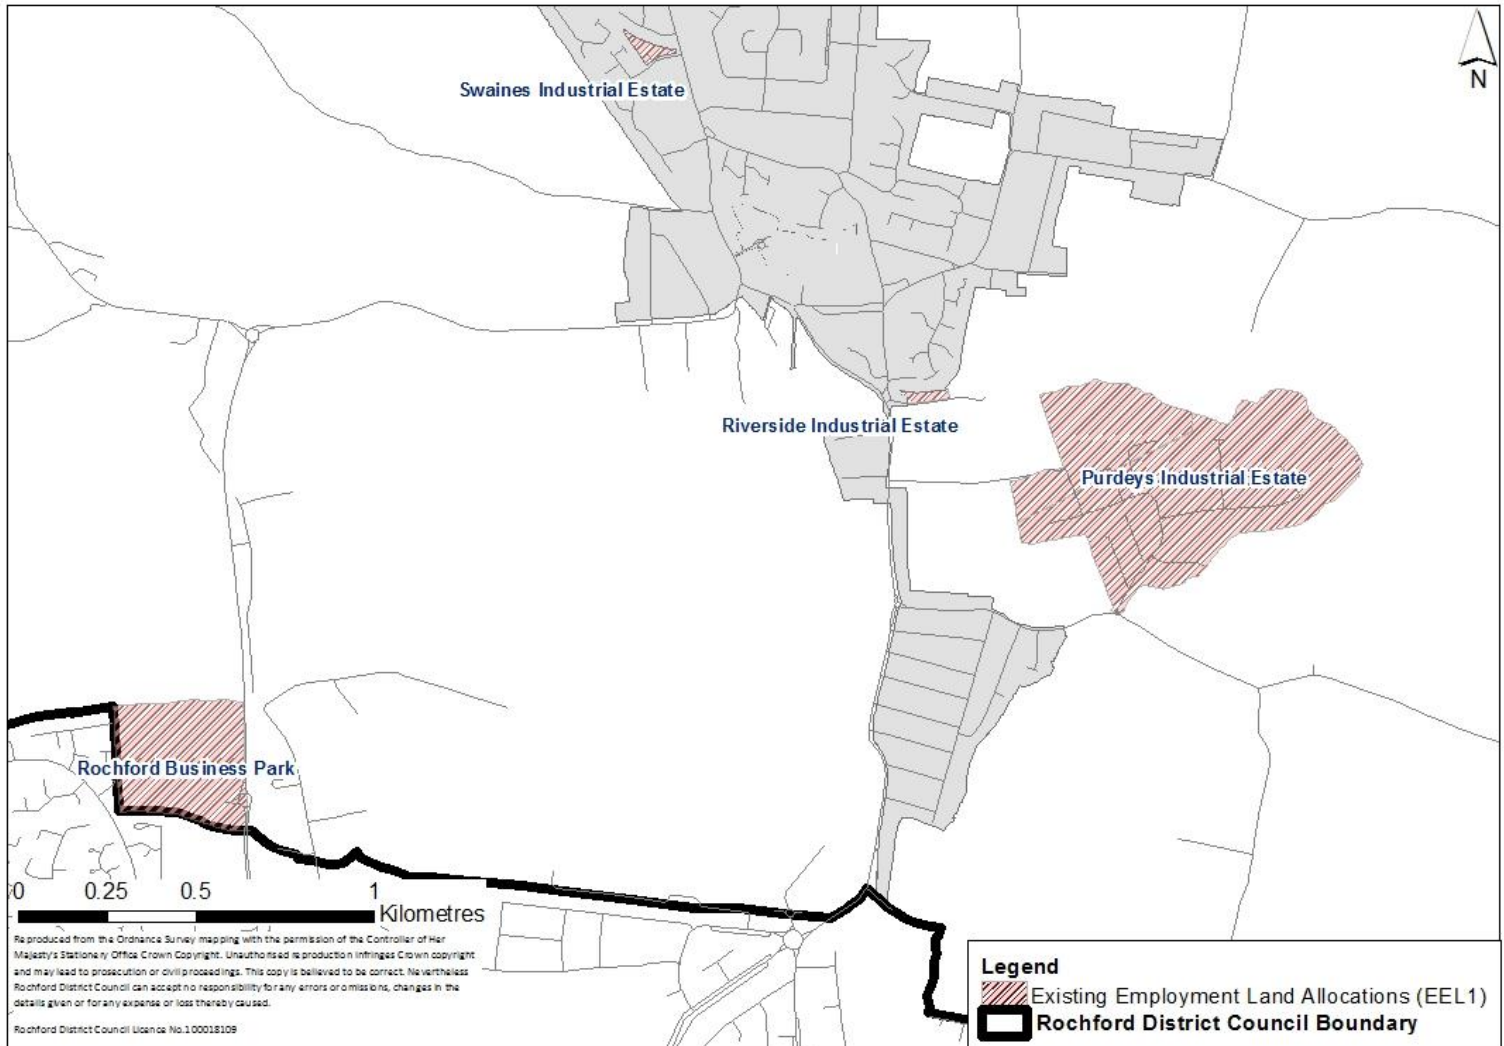 N
Swaines Industrial Estate
Riverside Industrial Estate
Purdeys Industrial Estate
Rochford Business Park
0 0.25 0.5 1
Kilometres
Reproduced from the Ordnance Survey mapping with the permission of the Controller of Her
Majesty's Stationery Office Crown Copyright. Unauthorised reproduction infringes Crown copyright
and may lead to prosecution or civil proceedings. This copy is believed to be correct. Nevertheless
Rochford District Council can accept no responsibility for any errors or omissions, changes in the
details given or for any expense or loss thereby caused.
Rochford District Council Licence No.100018109
Legend
Existing Employment Land Allocations (EEL1)
Rochford District Council Boundary